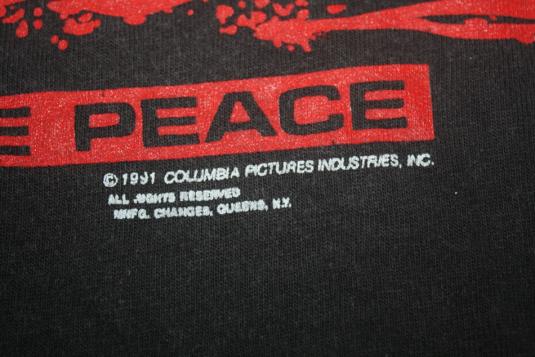 E PEACE
© 1991 COLUMBIA PICTURES INDUSTRIES, INC.
ALL RIGHTS RESERVED
MNFG. CHANGES, QUEENS, N.Y.